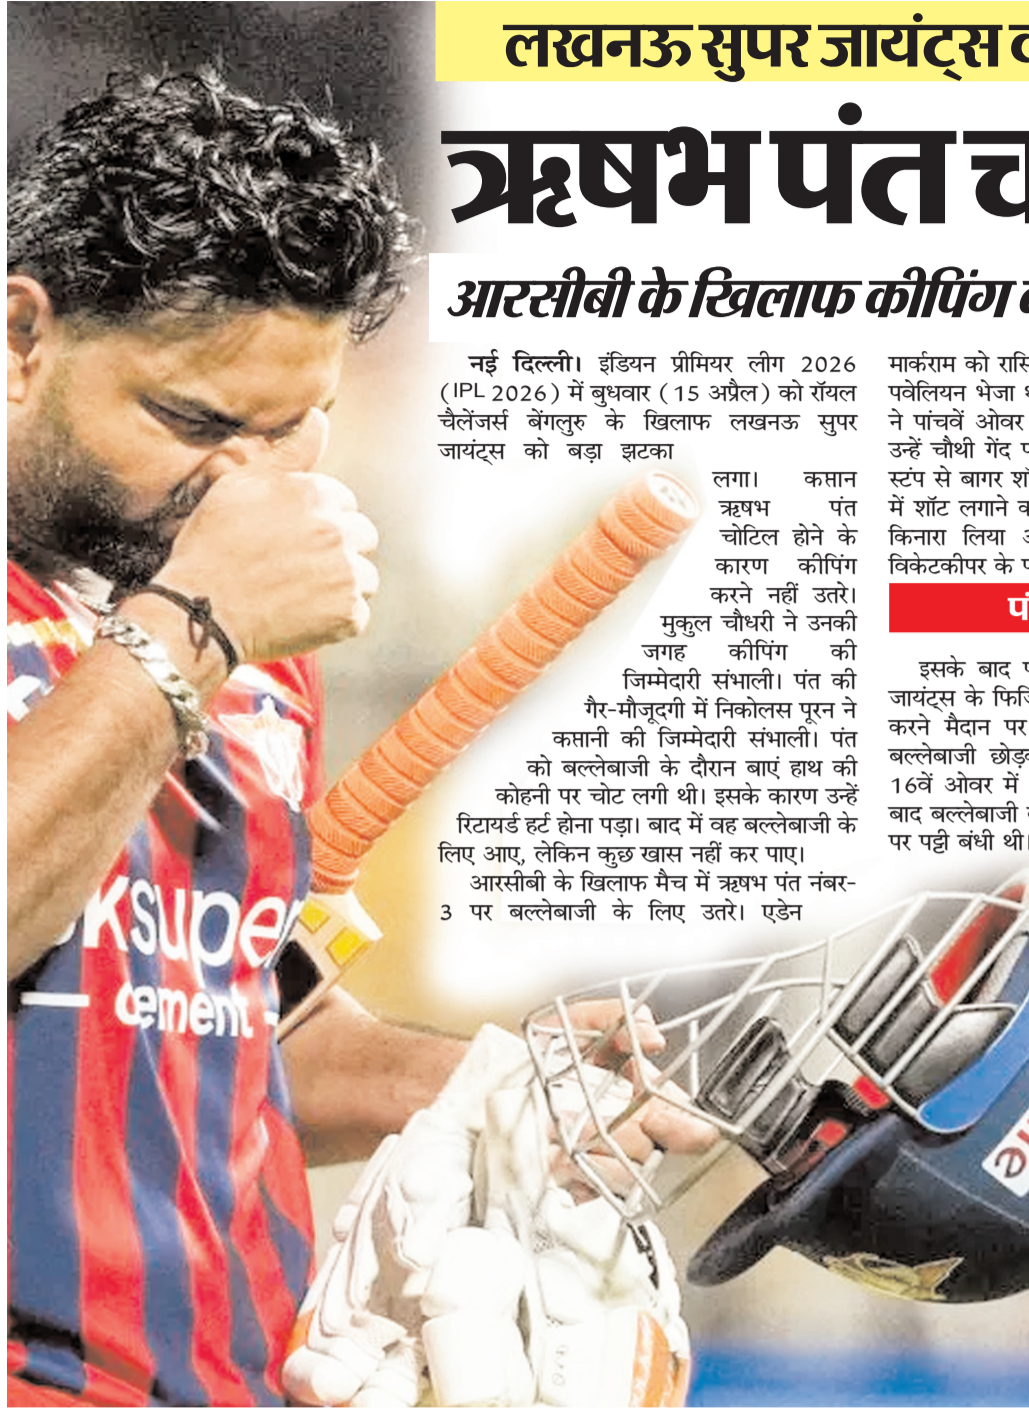 लखनऊ सुपर जायंट्स
ऋषभ पंत
आरसीबी के खिलाफ कीपिंग
नई दिल्ली। इंडियन प्रीमियर लीग 2026
(IPL 2026) में बुधवार (15 अप्रैल) को रॉयल
चैलेंजर्स बेंगलुरु के खिलाफ लखनऊ सुपर
जायंट्स को बड़ा झटका
लगा। कप्तान
ऋषभ पंत
चोटिल होने के
कारण कीपिंग
करने नहीं उतरे।
मुकुल चौधरी ने उनकी
जगह कीपिंग की
जिम्मेदारी संभाली। पंत की
गैर-मौजूदगी में निकोलस पूरन ने
कप्तानी की जिम्मेदारी संभाली। पंत
को बल्लेबाजी के दौरान बाएं हाथ की
कोहनी पर चोट लगी थी। इसके कारण उन्हें
रिटायर्ड हर्ट होना पड़ा। बाद में वह बल्लेबाजी के
लिए आए, लेकिन कुछ खास नहीं कर पाए।
आरसीबी के खिलाफ मैच में ऋषभ पंत नंबर-
3 पर बल्लेबाजी के लिए उतरे। एडेन
मार्कराम को
पवेलियन भेजा
ने पांचवें ओवर
उन्हें चौथी गेंद
स्टंप से बागर
में शॉट लगाने
किनारा लिया
विकेटकीपर के
इसके बाद
जायंट्स के
करने मैदान पर
बल्लेबाजी
16वें ओवर में
बाद बल्लेबाजी
पर पट्टी बंधी थी।
ksuper
cement